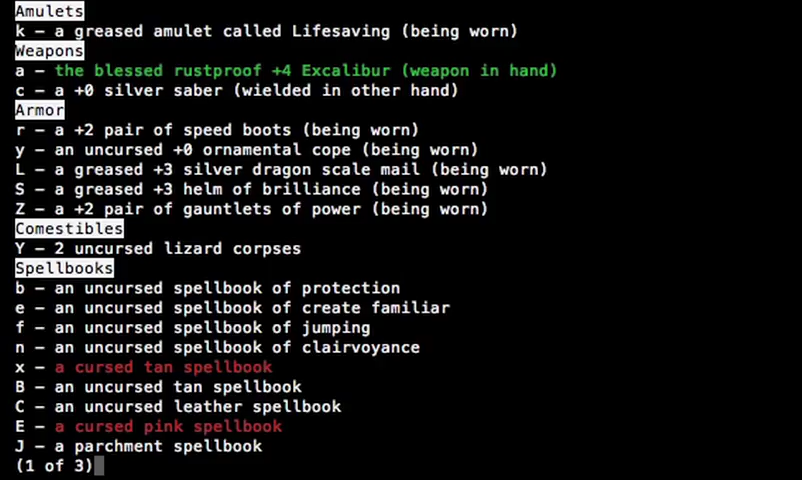 Amulets
k - a greased amulet called Lifesaving (being worn)
Weapons
a - the blessed rustproof +4 Excalibur (weapon in hand)
c - a +0 silver saber (wielded in other hand)
Armor
r - a +2 pair of speed boots (being worn)
y - an uncursed +0 ornamental cope (being worn)
L - a greased +3 silver dragon scale mail (being worn)
S - a greased +3 helm of brilliance (being worn)
Z - a +2 pair of gauntlets of power (being worn)
Comestibles
Y - 2 uncursed lizard corpses
Spellbooks
b - an uncursed spellbook of protection
e - an uncursed spellbook of create familiar
f - an uncursed spellbook of jumping
n - an uncursed spellbook of clairvoyance
x - a cursed tan spellbook
B - an uncursed tan spellbook
C - an uncursed leather spellbook
E - a cursed pink spellbook
J - a parchment spellbook
(1 of 3)